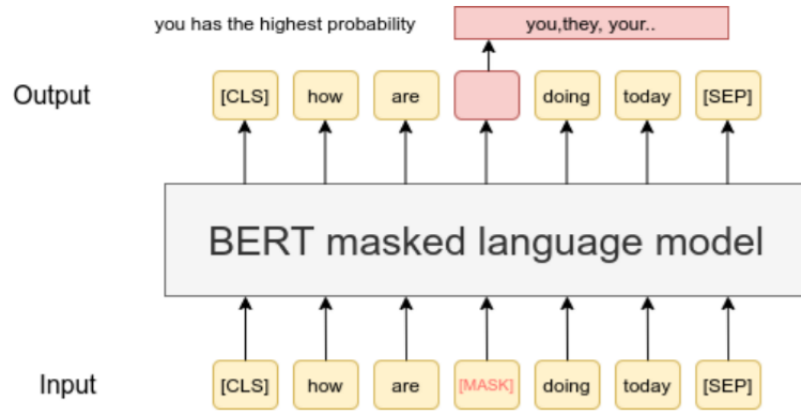 you has the highest probability
you,they, your..
Output
[CLS] how are doing today [SEP]
BERT masked language model
Input
[CLS] how are [MASK] doing today [SEP]